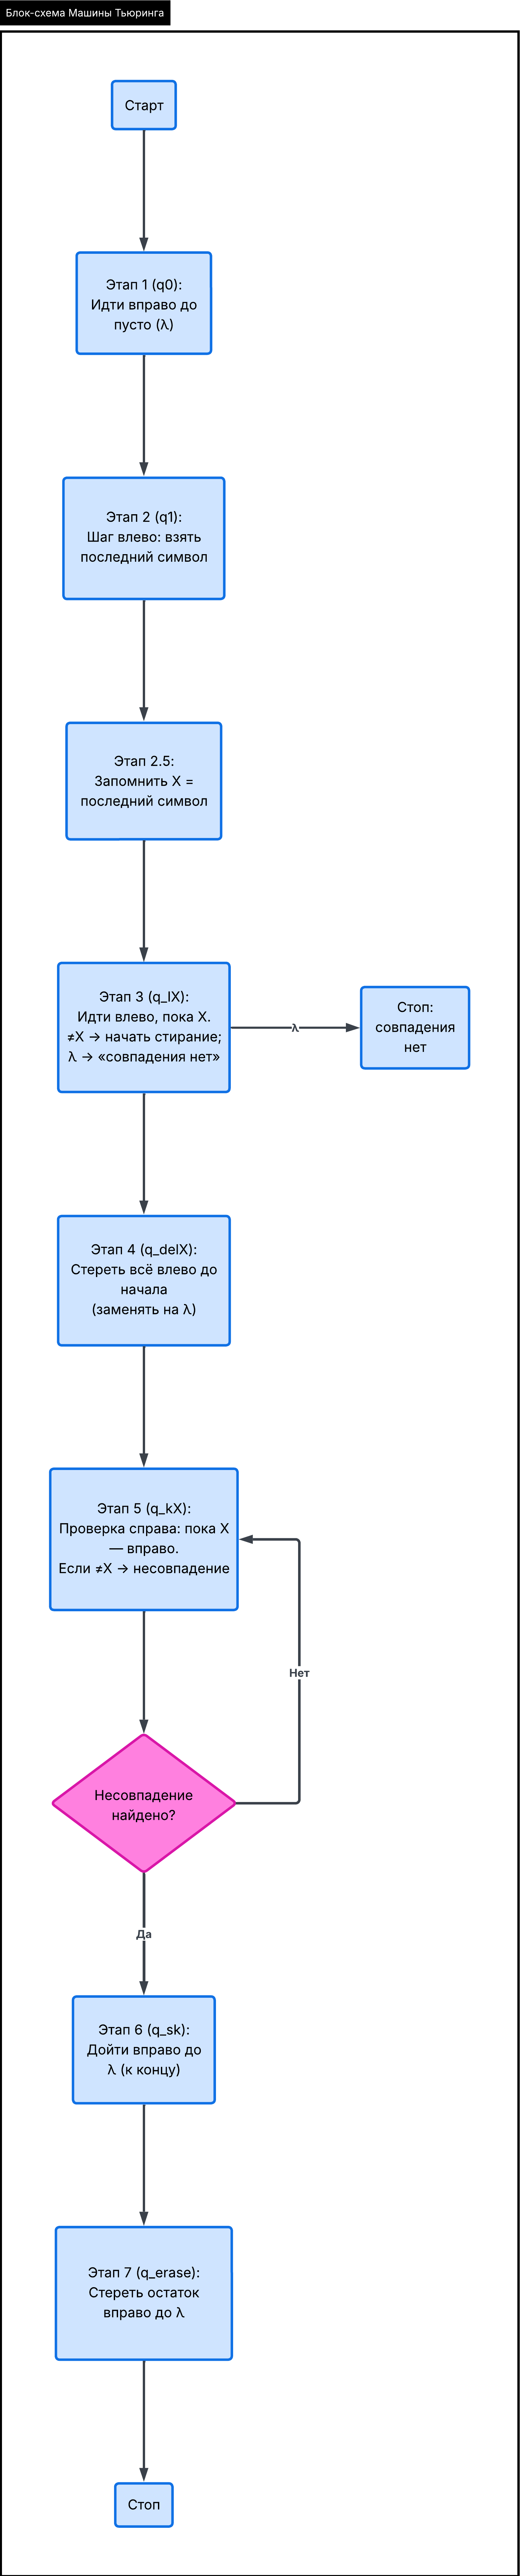 Блок-схема Машины Тьюринга
Старт
Этап 1 (q0):
Идти вправо до
пусто (λ)
Этап 2 (q1):
Шаг влево: взять
последний символ
Этап 2.5:
Запомнить X =
последний символ
Этап 3 (q_lX):
Идти влево, пока X.
≠X → начать стирание;
λ → «совпадения нет»
λ
Стоп:
совпадения
нет
Этап 4 (q_delX):
Стереть всё влево до
начала
(заменять на λ)
Этап 5 (q_kX):
Проверка справа: пока X
— вправо.
Если ≠X → несовпадение
Нет
Несовпадение
найдено?
Да
Этап 6 (q_sk):
Дойти вправо до
λ (к концу)
Этап 7 (q_erase):
Стереть остаток
вправо до λ
Стоп